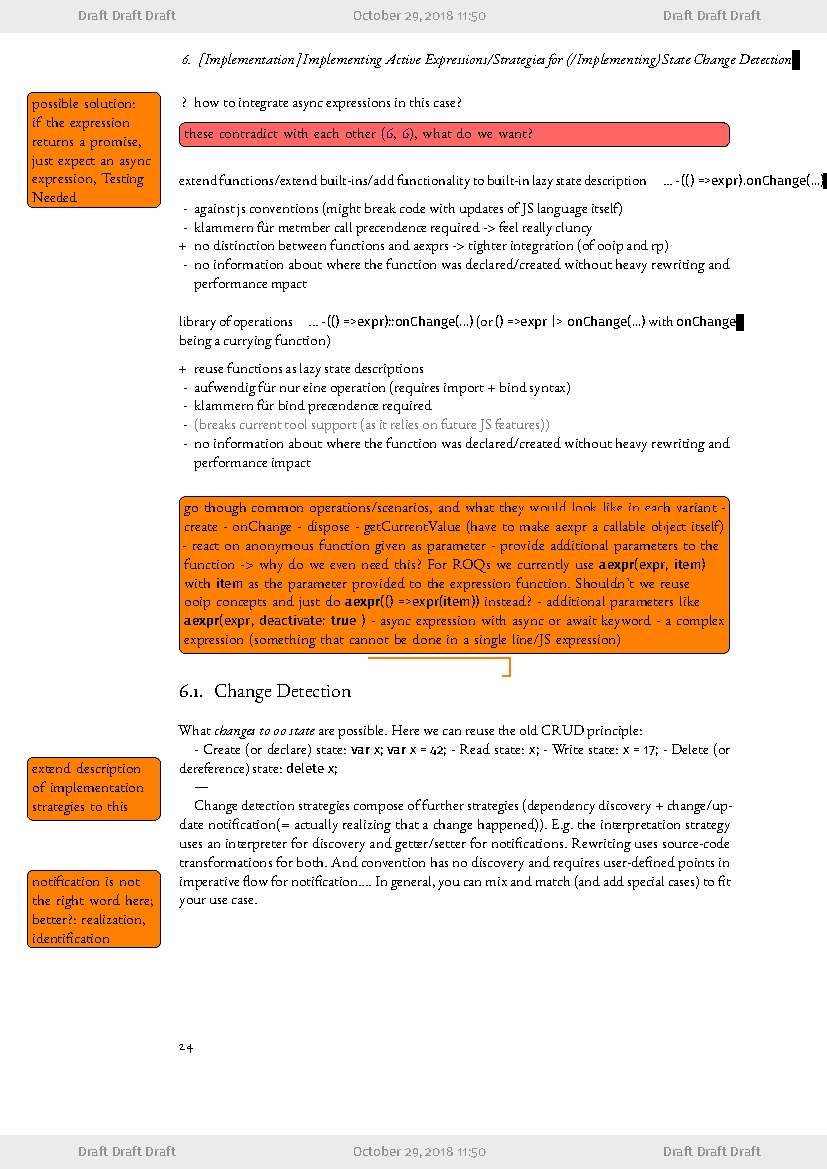 Draft Draft Draft October 29, 2018 11:50 Draft Draft Draft
6. [Implementation] Implementing Active Expressions/Strategies for (/Implementing) State Change Detection
possible solution:
if the expression
returns a promise,
just expect an async
expression, Testing
Needed
? how to integrate async expressions in this case?
these contradict with each other (6, 6), what do we want?
extend functions/extend built-ins/add functionality to built-in lazy state description ... -(() =>expr).onChange(...)
- against js conventions (might break code with updates of JS language itself)
- klammern für metmber call precendence required -> feel really cluncy
+ no distinction between functions and aexprs -> tighter integration (of ooip and rp)
- no information about where the function was declared/created without heavy rewriting and
performance mpact
library of operations ... -(() =>expr)::onChange(...) (or () =>expr |> onChange(...) with onChange
being a currying function)
+ reuse functions as lazy state descriptions
- aufwendig für nur eine operation (requires import + bind syntax)
- klammern für bind precendence required
- (breaks current tool support (as it relies on future JS features))
- no information about where the function was declared/created without heavy rewriting and
performance impact
go though common operations/scenarios, and what they would look like in each variant -
create - onChange - dispose - getCurrentValue (have to make aexpr a callable object itself)
- react on anonymous function given as parameter - provide additional parameters to the
function -> why do we even need this? For ROQs we currently use aexpr(expr, item)
with item as the parameter provided to the expression function. Shouldn't we reuse
ooip concepts and just do aexpr(() =>expr(item)) instead? - additional parameters like
aexpr(expr, deactivate: true ) - async expression with async or await keyword - a complex
expression (something that cannot be done in a single line/JS expression)
6.1. Change Detection
What changes to oo state are possible. Here we can reuse the old CRUD principle:
- Create (or declare) state: var x; var x = 42; - Read state: x; - Write state: x = 17; - Delete (or
dereference) state: delete x;
—
extend description
of implementation
strategies to this
Change detection strategies compose of further strategies (dependency discovery + change/up-
date notification(= actually realizing that a change happened)). E.g. the interpretation strategy
uses an interpreter for discovery and getter/setter for notifications. Rewriting uses source-code
transformations for both. And convention has no discovery and requires user-defined points in
imperative flow for notification.... In general, you can mix and match (and add special cases) to fit
your use case.
notification is not
the right word here;
better?: realization,
identification
24
Draft Draft Draft October 29, 2018 11:50 Draft Draft Draft